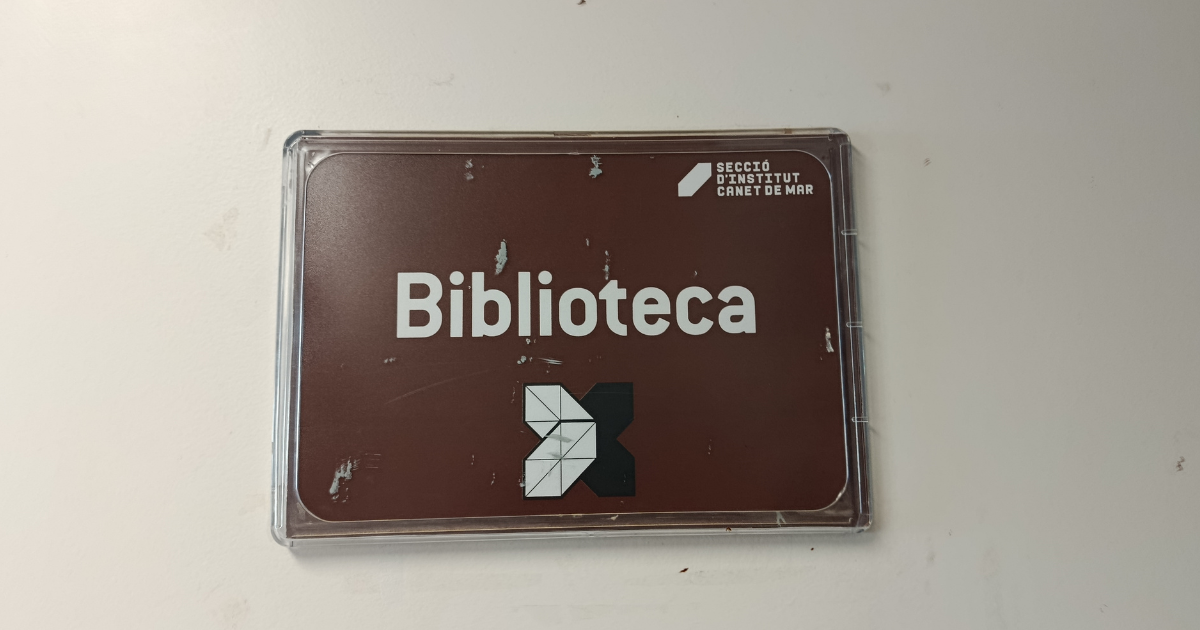 SECCIÓ
D'INSTITUT
CANET DE MAR
Biblioteca